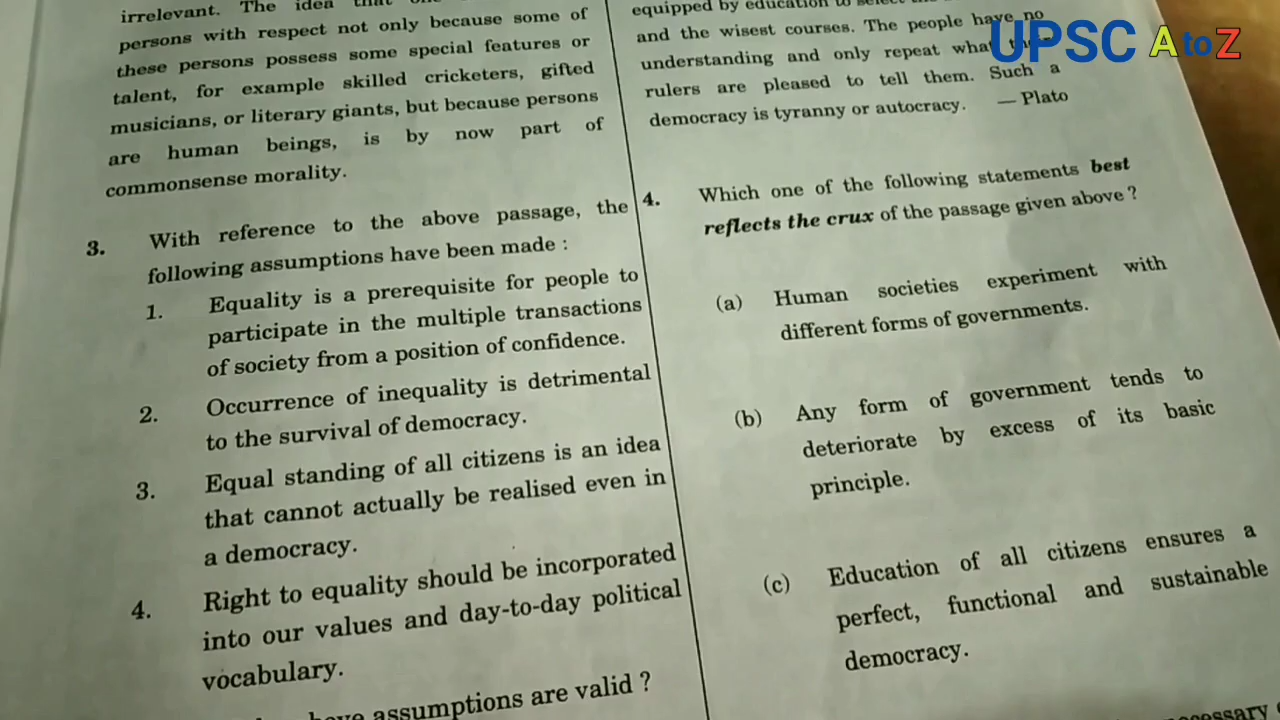 irrelevant. The idea that
persons with respect not only because some of
these persons possess some special features or
talent, for example skilled cricketers, gifted
musicians, or literary giants, but because persons
are human beings, is by now part of
commonsense morality.
3. With reference to the above passage, the
following assumptions have been made :
1. Equality is a prerequisite for people to
participate in the multiple transactions
of society from a position of confidence.
2. Occurrence of inequality is detrimental
to the survival of democracy.
3. Equal standing of all citizens is an idea
that cannot actually be realised even in
a democracy.
4. Right to equality should be incorporated
into our values and day-to-day political
vocabulary.
assumptions are valid ?
equipped by education to select the
and the wisest courses. The people have no
understanding and only repeat what
rulers are pleased to tell them. Such a
democracy is tyranny or autocracy. — Plato
4. Which one of the following statements best
reflects the crux of the passage given above ?
(a) Human societies experiment with
different forms of governments.
(b) Any form of government tends to
deteriorate by excess of its basic
principle.
(c) Education of all citizens ensures a
perfect, functional and sustainable
democracy.
UPSC A to Z